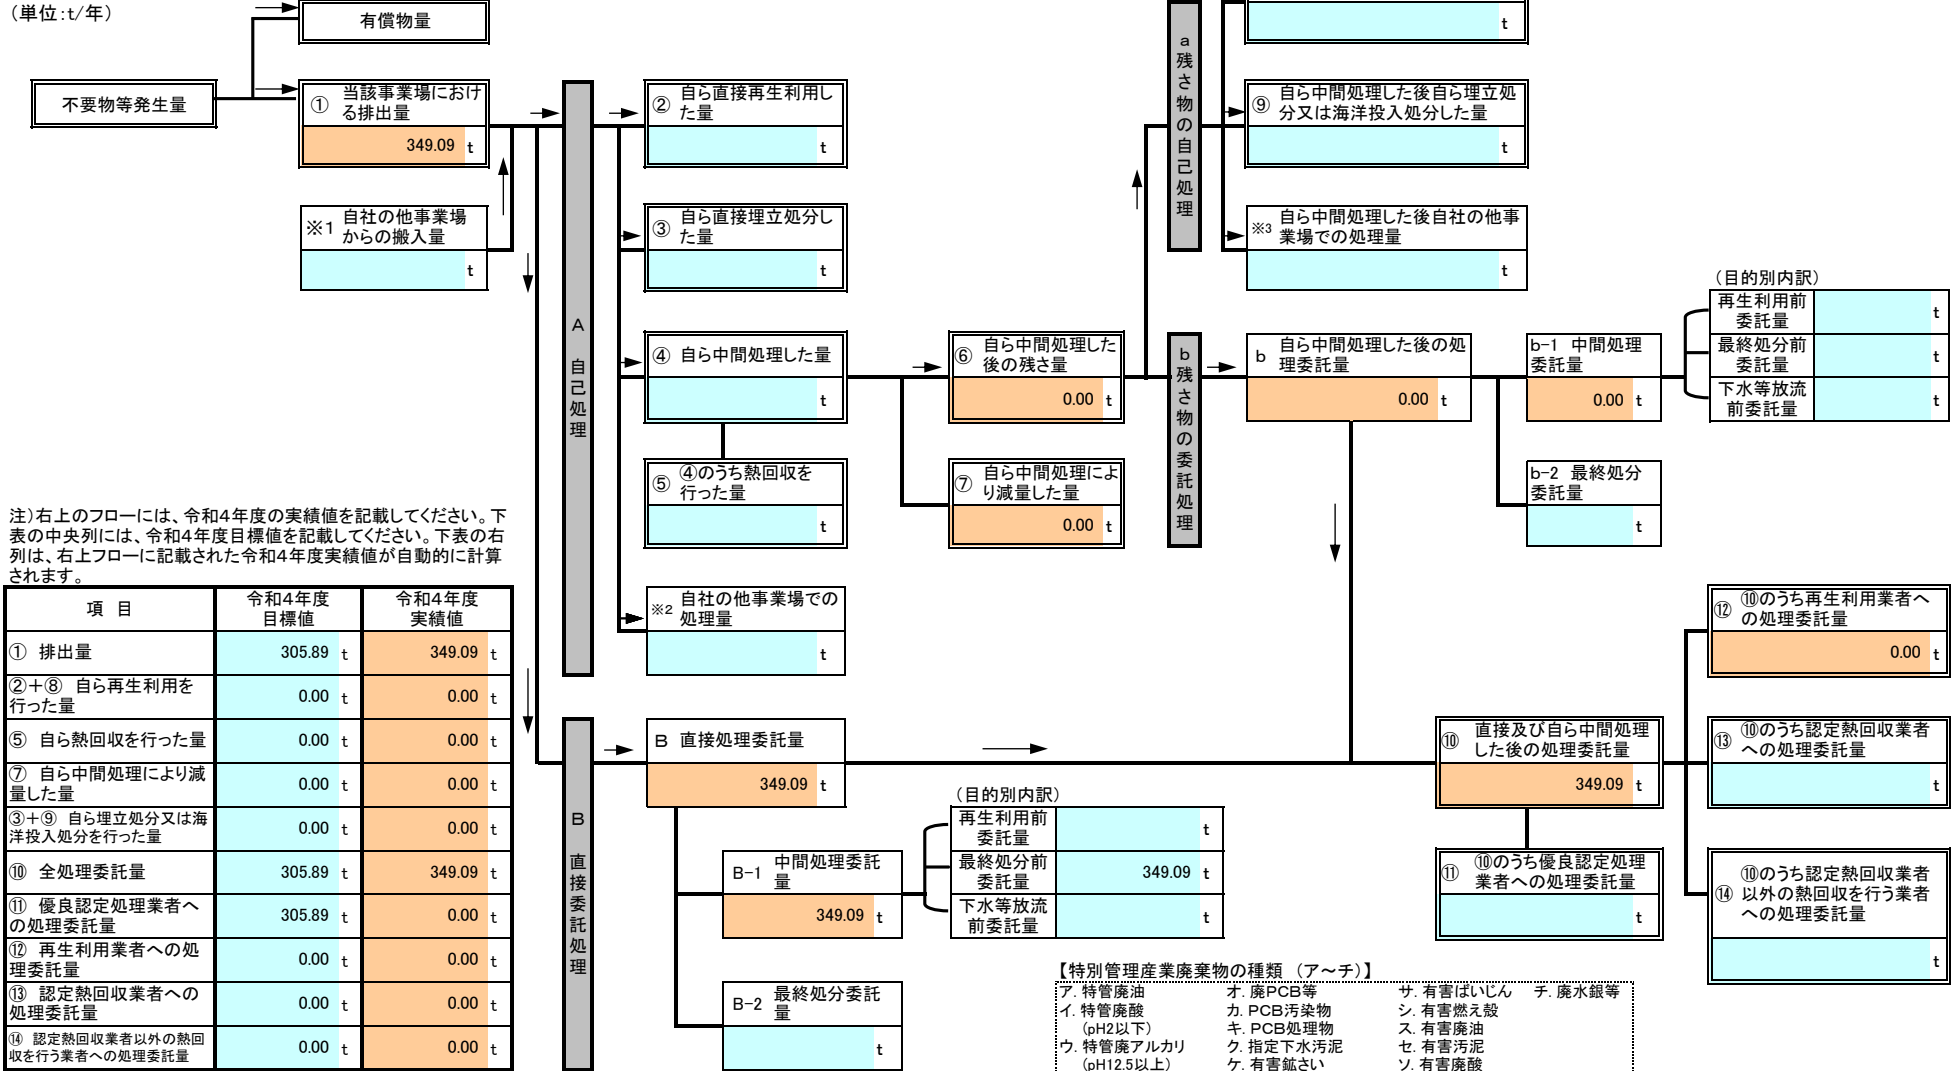 (単位:t/年)
有償物量
不要物等発生量
① 当該事業場におけ
る排出量
349.09 t
※1 自社の他事業場
からの搬入量
t
A 自己処理
② 自ら直接再生利用し
た量
t
③ 自ら直接埋立処分し
た量
t
④ 自ら中間処理した量
t
⑤ ④のうち熱回収を
行った量
t
※2 自社の他事業場での
処理量
t
⑥ 自ら中間処理した
後の残さ量
0.00 t
⑦ 自ら中間処理によ
り減量した量
0.00 t
a 残さ物の自己処理
t
⑨ 自ら中間処理した後自ら埋立処
分又は海洋投入処分した量
t
※3 自ら中間処理した後自社の他事
業場での処理量
t
b 残さ物の委託処理
b 自ら中間処理した後の処
理委託量
0.00 t
b-1 中間処理
委託量
0.00 t
b-2 最終処分
委託量
t
(目的別内訳)
再生利用前
委託量
t
最終処分前
委託量
t
下水等放流
前委託量
t
注)右上のフローには、令和4年度の実績値を記載してください。下
表の中央列には、令和4年度目標値を記載してください。下表の右
列は、右上フローに記載された令和4年度実績値が自動的に計算
されます。
項 目
令和4年度
目標値
令和4年度
実績値
① 排出量
305.89 t 349.09 t
②+⑧ 自ら再生利用を
行った量
0.00 t 0.00 t
⑤ 自ら熱回収を行った量
0.00 t 0.00 t
⑦ 自ら中間処理により減
量した量
0.00 t 0.00 t
③+⑨ 自ら埋立処分又は海
洋投入処分を行った量
0.00 t 0.00 t
⑩ 全処理委託量
305.89 t 349.09 t
⑪ 優良認定処理業者へ
の処理委託量
305.89 t 0.00 t
⑫ 再生利用業者への処
理委託量
0.00 t 0.00 t
⑬ 認定熱回収業者への
処理委託量
0.00 t 0.00 t
⑭ 認定熱回収業者以外の熱回
収を行う業者への処理委託量
0.00 t 0.00 t
B 直接委託処理
B 直接処理委託量
349.09 t
B-1 中間処理委託
量
349.09 t
B-2 最終処分委託
量
t
(目的別内訳)
再生利用前
委託量
t
最終処分前
委託量
349.09 t
下水等放流
前委託量
t
⑩ 直接及び自ら中間処理
した後の処理委託量
349.09 t
⑪ ⑩のうち優良認定処理
業者への処理委託量
t
⑫ ⑩のうち再生利用業者へ
の処理委託量
0.00 t
⑬ ⑩のうち認定熱回収業者
への処理委託量
t
⑭ ⑩のうち認定熱回収業者
以外の熱回収を行う業者
への処理委託量
t
【特別管理産業廃棄物の種類 (ア~チ)】
ア. 特管廃油 オ. 廃PCB等 サ. 有害ばいじん チ. 廃水銀等
イ. 特管廃酸 カ. PCB汚染物 シ. 有害燃え殻
(pH2以下) キ. PCB処理物 ス. 有害廃油
ウ. 特管廃アルカリ ク. 指定下水汚泥 セ. 有害汚泥
(pH12.5以上) ケ. 有害鉱さい ソ. 有害廃酸